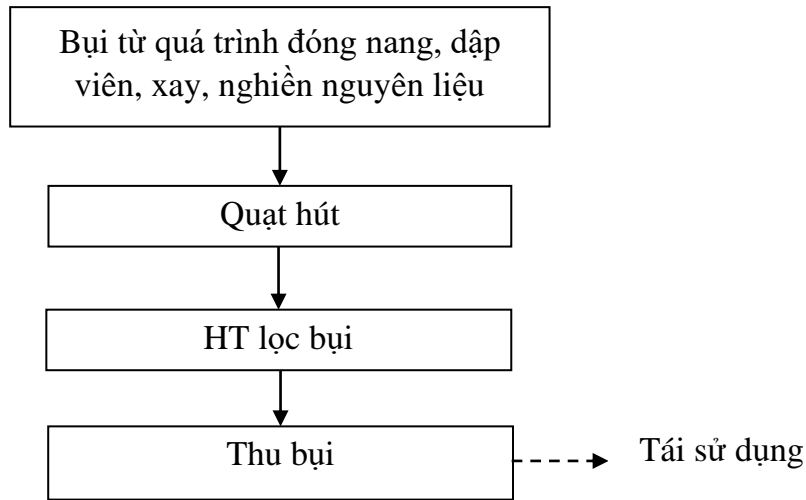 Bụi từ quá trình đóng nang, dập
viên, xay, nghiền nguyên liệu
Quạt hút
HT lọc bụi
Thu bụi
Tái sử dụng